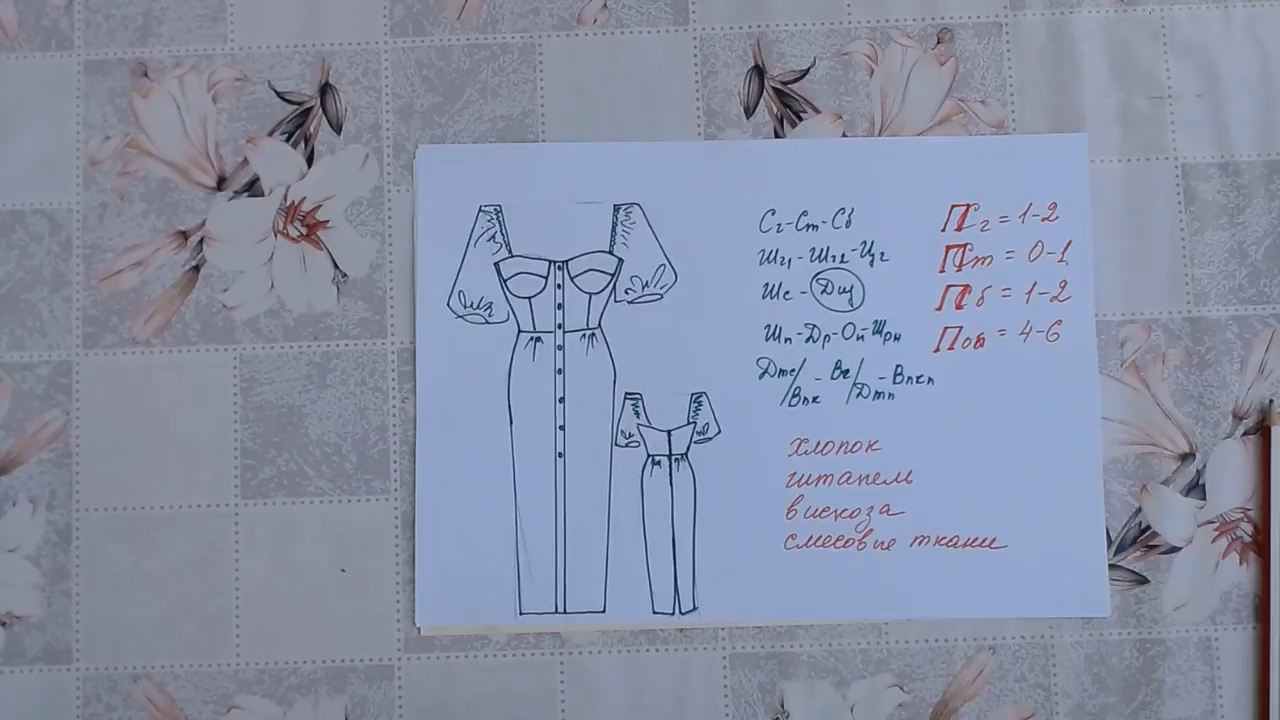 Сг-Ст-Сб
Шг₁-Шг₂-Цг
Шс-Диз
Шп-Др-Оп-Шрн
Дтс/Впк - Вг/Дтп - Впкп
Пг = 1-2
Пт = 0-1
Пб = 1-2
Поп = 4-6
хлопок
штапель
вискоза
смесовые ткани